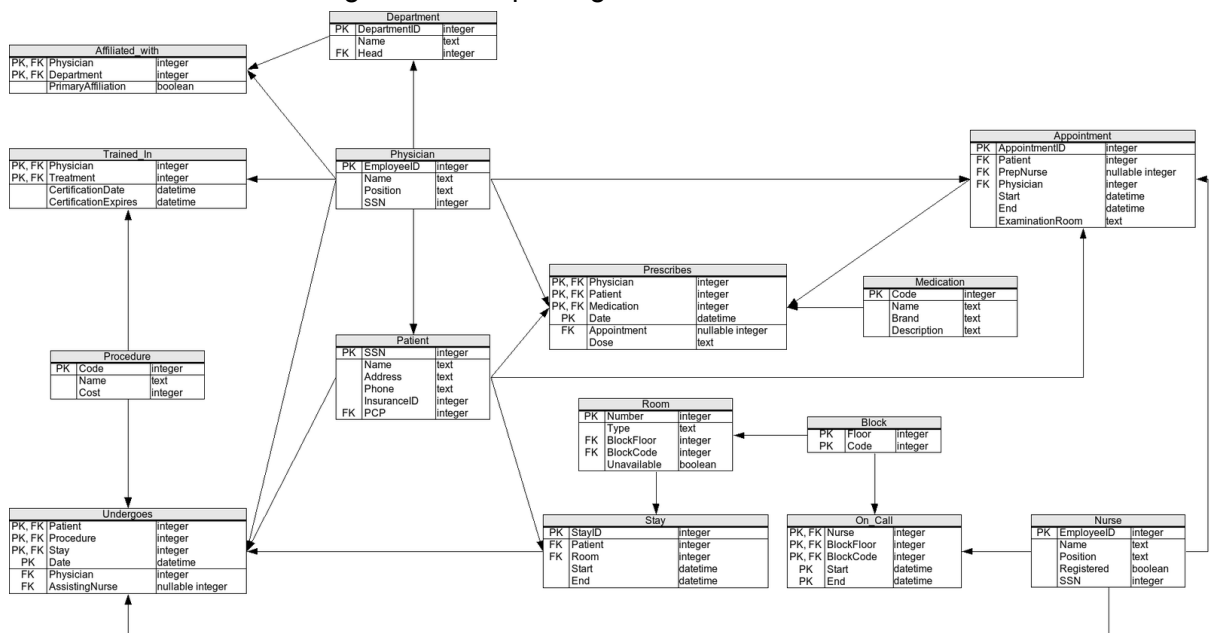 Department
PK DepartmentID integer
Name text
FK Head integer
Affiliated_with
PK, FK Physician integer
PK, FK Department integer
PrimaryAffiliation boolean
Trained_In
PK, FK Physician integer
PK, FK Treatment integer
CertificationDate datetime
CertificationExpires datetime
Physician
PK EmployeeID integer
Name text
Position text
SSN integer
Appointment
PK AppointmentID integer
FK Patient integer
FK PrepNurse nullable integer
FK Physician integer
Start datetime
End datetime
ExaminationRoom text
Prescribes
PK, FK Physician integer
PK, FK Patient integer
PK, FK Medication integer
PK Date datetime
FK Appointment nullable integer
Dose text
Medication
PK Code integer
Name text
Brand text
Description text
Procedure
PK Code integer
Name text
Cost integer
Patient
PK SSN integer
Name text
Address text
Phone text
InsuranceID integer
FK PCP integer
Room
PK Number integer
Type text
FK BlockFloor integer
FK BlockCode integer
Unavailable boolean
Block
PK Floor integer
PK Code integer
Undergoes
PK, FK Patient integer
PK, FK Procedure integer
PK, FK Stay integer
PK Date datetime
FK Physician integer
FK AssistingNurse nullable integer
Stay
PK StayID integer
FK Patient integer
FK Room integer
Start datetime
End datetime
On_Call
PK, FK Nurse integer
PK, FK BlockFloor integer
PK, FK BlockCode integer
PK Start datetime
PK End datetime
Nurse
PK EmployeeID integer
Name text
Position text
Registered boolean
SSN integer